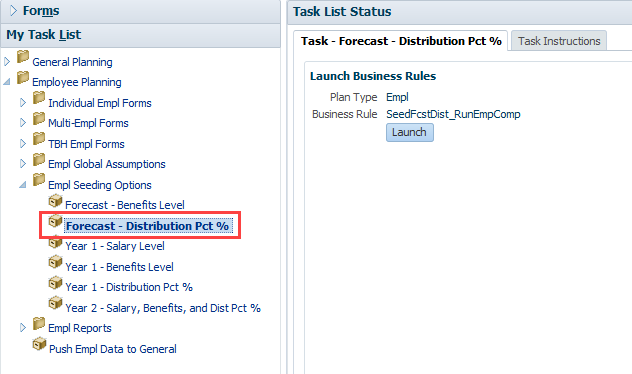 Forms
My Task List
General Planning
Employee Planning
Individual Empl Forms
Multi-Empl Forms
TBH Empl Forms
Empl Global Assumptions
Empl Seeding Options
Forecast - Benefits Level
Forecast - Distribution Pct %
Year 1 - Salary Level
Year 1 - Benefits Level
Year 1 - Distribution Pct %
Year 2 - Salary, Benefits, and Dist Pct %
Empl Reports
Push Empl Data to General
Task List Status
Task - Forecast - Distribution Pct % Task Instructions
Launch Business Rules
Plan Type Empl
Business Rule SeedFcstDist_RunEmpComp
Launch